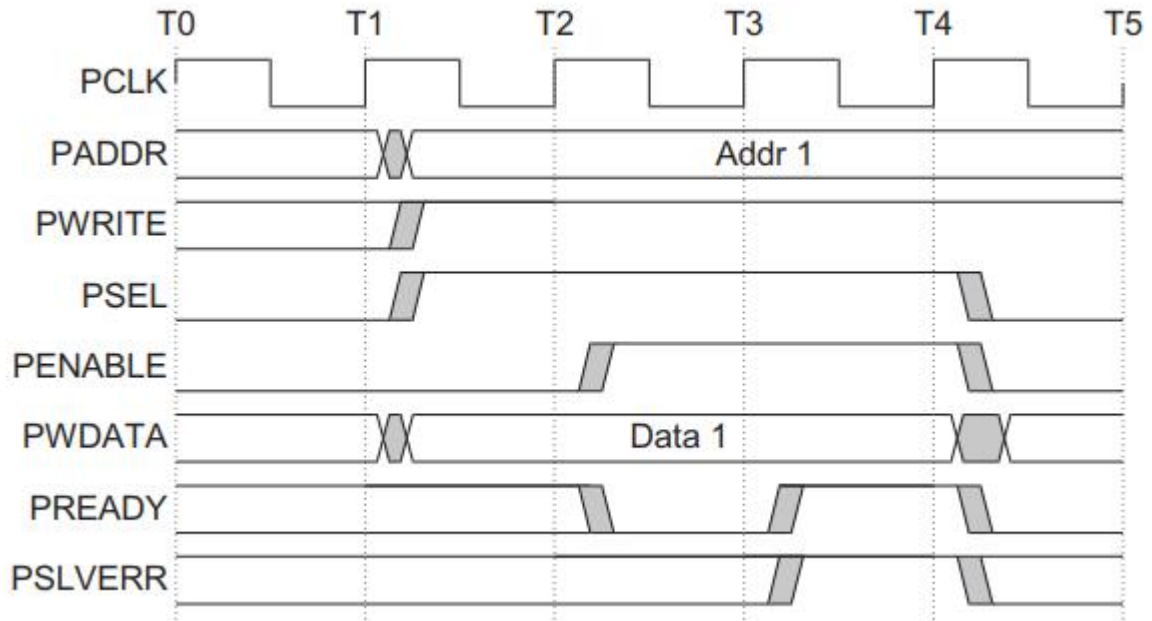 T0 T1 T2 T3 T4 T5
PCLK
PADDR Addr 1
PWRITE
PSEL
PENABLE
PWDATA Data 1
PREADY
PSLVERR